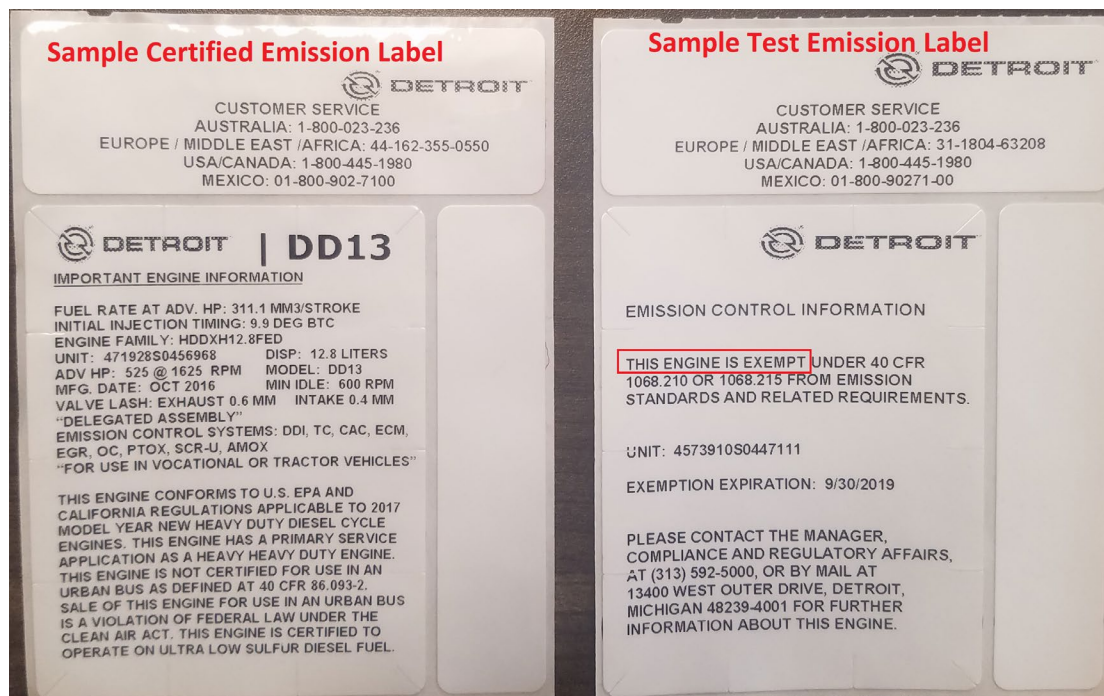 Sample Certified Emission Label
DETROIT
CUSTOMER SERVICE
AUSTRALIA: 1-800-023-236
EUROPE / MIDDLE EAST /AFRICA: 44-162-355-0550
USA/CANADA: 1-800-445-1980
MEXICO: 01-800-902-7100
DETROIT | DD13
IMPORTANT ENGINE INFORMATION
FUEL RATE AT ADV. HP: 311.1 MM3/STROKE
INITIAL INJECTION TIMING: 9.9 DEG BTC
ENGINE FAMILY: HDDXH12.8FED
UNIT: 471928S0456968 DISP: 12.8 LITERS
ADV HP: 525 @ 1625 RPM MODEL: DD13
MFG. DATE: OCT 2016 MIN IDLE: 600 RPM
VALVE LASH: EXHAUST 0.6 MM INTAKE 0.4 MM
"DELEGATED ASSEMBLY"
EMISSION CONTROL SYSTEMS: DDI, TC, CAC, ECM,
EGR, OC, PTOX, SCR-U, AMOX
"FOR USE IN VOCATIONAL OR TRACTOR VEHICLES"
THIS ENGINE CONFORMS TO U.S. EPA AND
CALIFORNIA REGULATIONS APPLICABLE TO 2017
MODEL YEAR NEW HEAVY DUTY DIESEL CYCLE
ENGINES. THIS ENGINE HAS A PRIMARY SERVICE
APPLICATION AS A HEAVY HEAVY DUTY ENGINE.
THIS ENGINE IS NOT CERTIFIED FOR USE IN AN
URBAN BUS AS DEFINED AT 40 CFR 86.093-2.
SALE OF THIS ENGINE FOR USE IN AN URBAN BUS
IS A VIOLATION OF FEDERAL LAW UNDER THE
CLEAN AIR ACT. THIS ENGINE IS CERTIFIED TO
OPERATE ON ULTRA LOW SULFUR DIESEL FUEL.
Sample Test Emission Label
DETROIT
CUSTOMER SERVICE
AUSTRALIA: 1-800-023-236
EUROPE / MIDDLE EAST /AFRICA: 31-1804-63208
USA/CANADA: 1-800-445-1980
MEXICO: 01-800-90271-00
DETROIT
EMISSION CONTROL INFORMATION
THIS ENGINE IS EXEMPT UNDER 40 CFR
1068.210 OR 1068.215 FROM EMISSION
STANDARDS AND RELATED REQUIREMENTS.
UNIT: 4573910S0447111
EXEMPTION EXPIRATION: 9/30/2019
PLEASE CONTACT THE MANAGER,
COMPLIANCE AND REGULATORY AFFAIRS,
AT (313) 592-5000, OR BY MAIL AT
13400 WEST OUTER DRIVE, DETROIT,
MICHIGAN 48239-4001 FOR FURTHER
INFORMATION ABOUT THIS ENGINE.